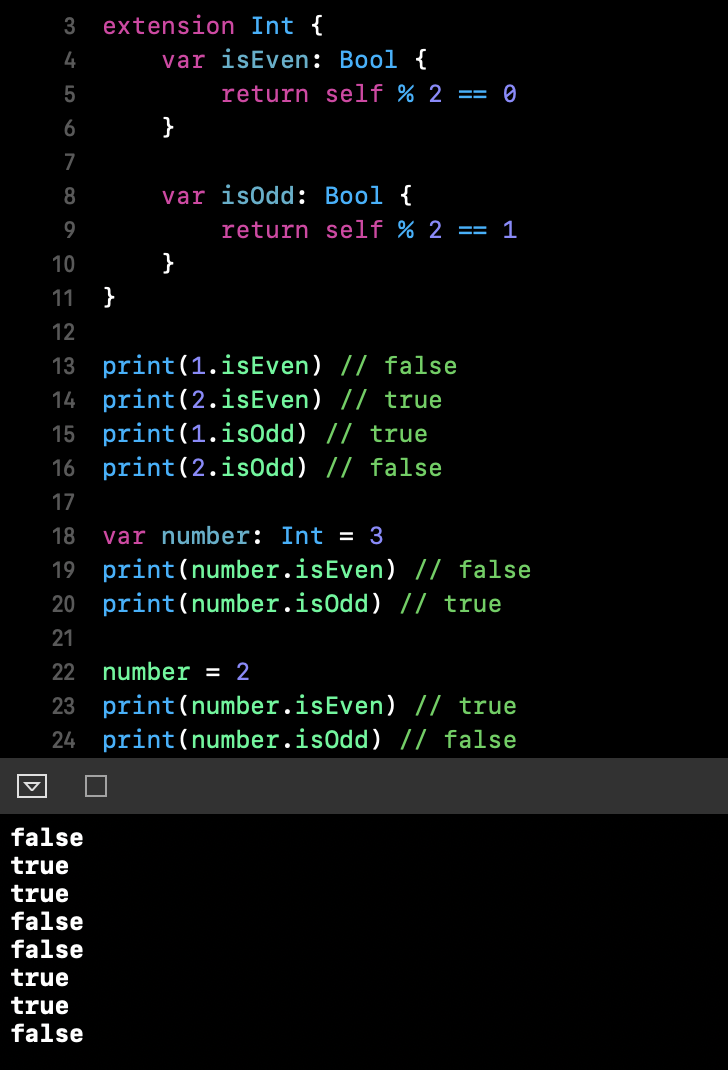 3 extension Int {
4     var isEven: Bool {
5         return self % 2 == 0
6     }
7
8     var isOdd: Bool {
9         return self % 2 == 1
10     }
11 }
12
13 print(1.isEven) // false
14 print(2.isEven) // true
15 print(1.isOdd) // true
16 print(2.isOdd) // false
17
18 var number: Int = 3
19 print(number.isEven) // false
20 print(number.isOdd) // true
21
22 number = 2
23 print(number.isEven) // true
24 print(number.isOdd) // false
false
true
true
false
false
true
true
false